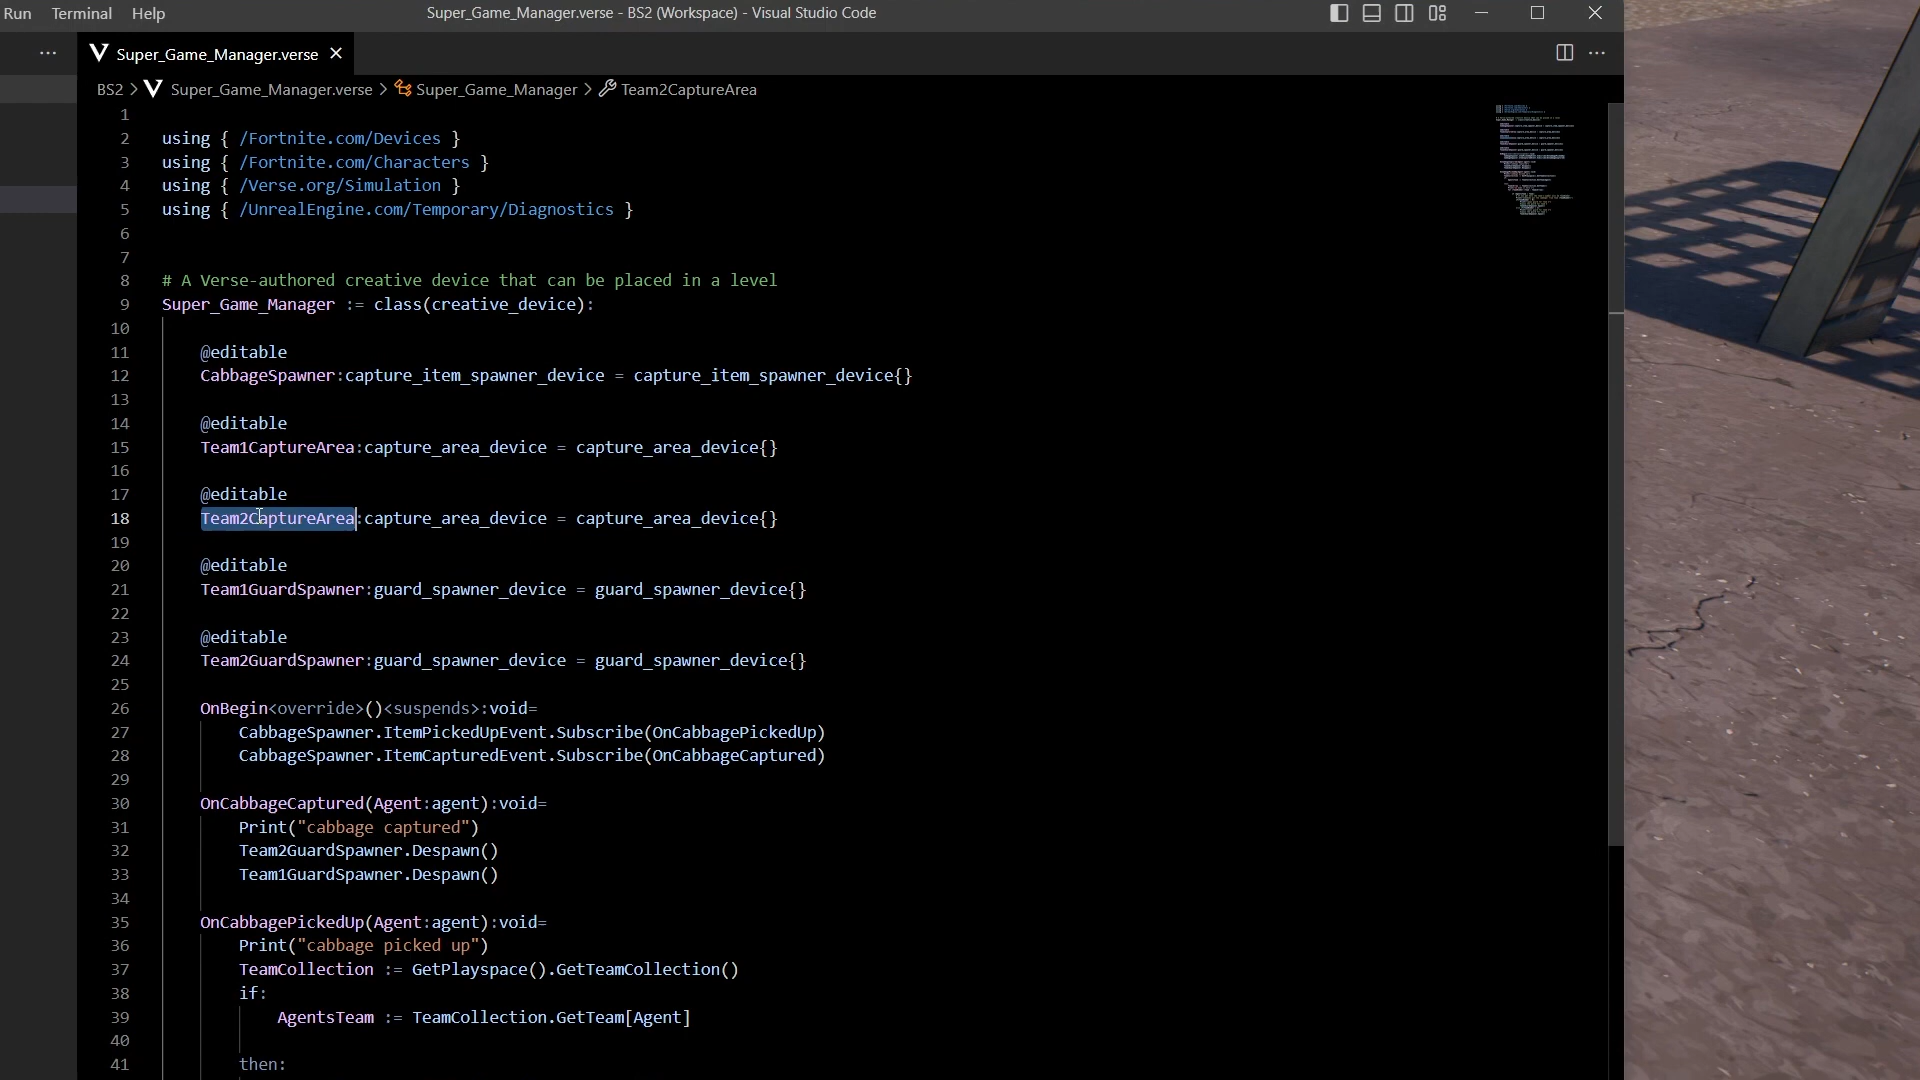 Run Terminal Help Super_Game_Manager.verse - BS2 (Workspace) - Visual Studio Code
··· Super_Game_Manager.verse
BS2 > Super_Game_Manager.verse > Super_Game_Manager > Team2CaptureArea
1
2 using { /Fortnite.com/Devices }
3 using { /Fortnite.com/Characters }
4 using { /Verse.org/Simulation }
5 using { /UnrealEngine.com/Temporary/Diagnostics }
6
7
8 # A Verse-authored creative device that can be placed in a level
9 Super_Game_Manager := class(creative_device):
10
11 @editable
12 CabbageSpawner:capture_item_spawner_device = capture_item_spawner_device{}
13
14 @editable
15 Team1CaptureArea:capture_area_device = capture_area_device{}
16
17 @editable
18 Team2CaptureArea:capture_area_device = capture_area_device{}
19
20 @editable
21 Team1GuardSpawner:guard_spawner_device = guard_spawner_device{}
22
23 @editable
24 Team2GuardSpawner:guard_spawner_device = guard_spawner_device{}
25
26 OnBegin<override>()<suspends>:void=
27 CabbageSpawner.ItemPickedUpEvent.Subscribe(OnCabbagePickedUp)
28 CabbageSpawner.ItemCapturedEvent.Subscribe(OnCabbageCaptured)
29
30 OnCabbageCaptured(Agent:agent):void=
31 Print("cabbage captured")
32 Team2GuardSpawner.Despawn()
33 Team1GuardSpawner.Despawn()
34
35 OnCabbagePickedUp(Agent:agent):void=
36 Print("cabbage picked up")
37 TeamCollection := GetPlayspace().GetTeamCollection()
38 if:
39 AgentsTeam := TeamCollection.GetTeam[Agent]
40
41 then: